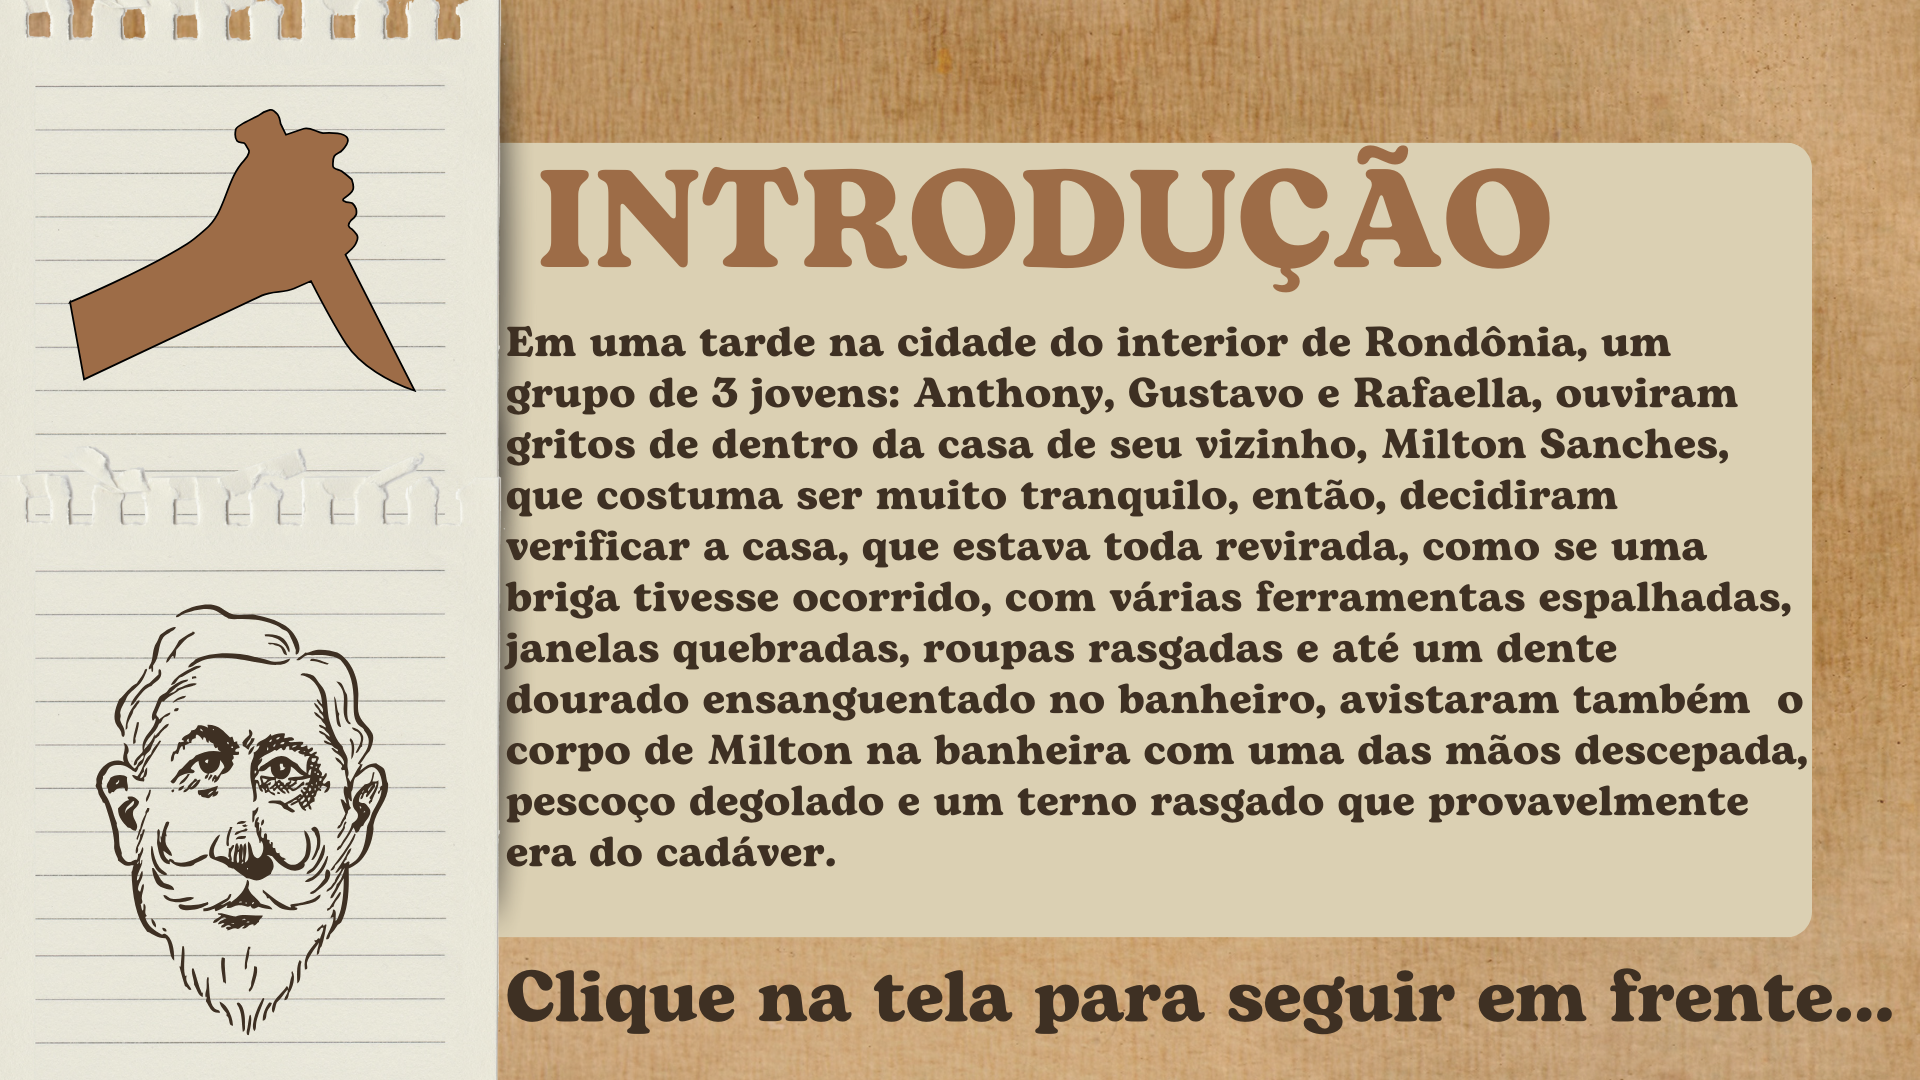 INTRODUÇÃO
Em uma tarde na cidade do interior de Rondônia, um
grupo de 3 jovens: Anthony, Gustavo e Rafaella, ouviram
gritos de dentro da casa de seu vizinho, Milton Sanches,
que costuma ser muito tranquilo, então, decidiram
verificar a casa, que estava toda revirada, como se uma
briga tivesse ocorrido, com várias ferramentas espalhadas,
janelas quebradas, roupas rasgadas e até um dente
dourado ensanguentado no banheiro, avistaram também  o
corpo de Milton na banheira com uma das mãos descepada,
pescoço degolado e um terno rasgado que provavelmente
era do cadáver.
Clique na tela para seguir em frente...